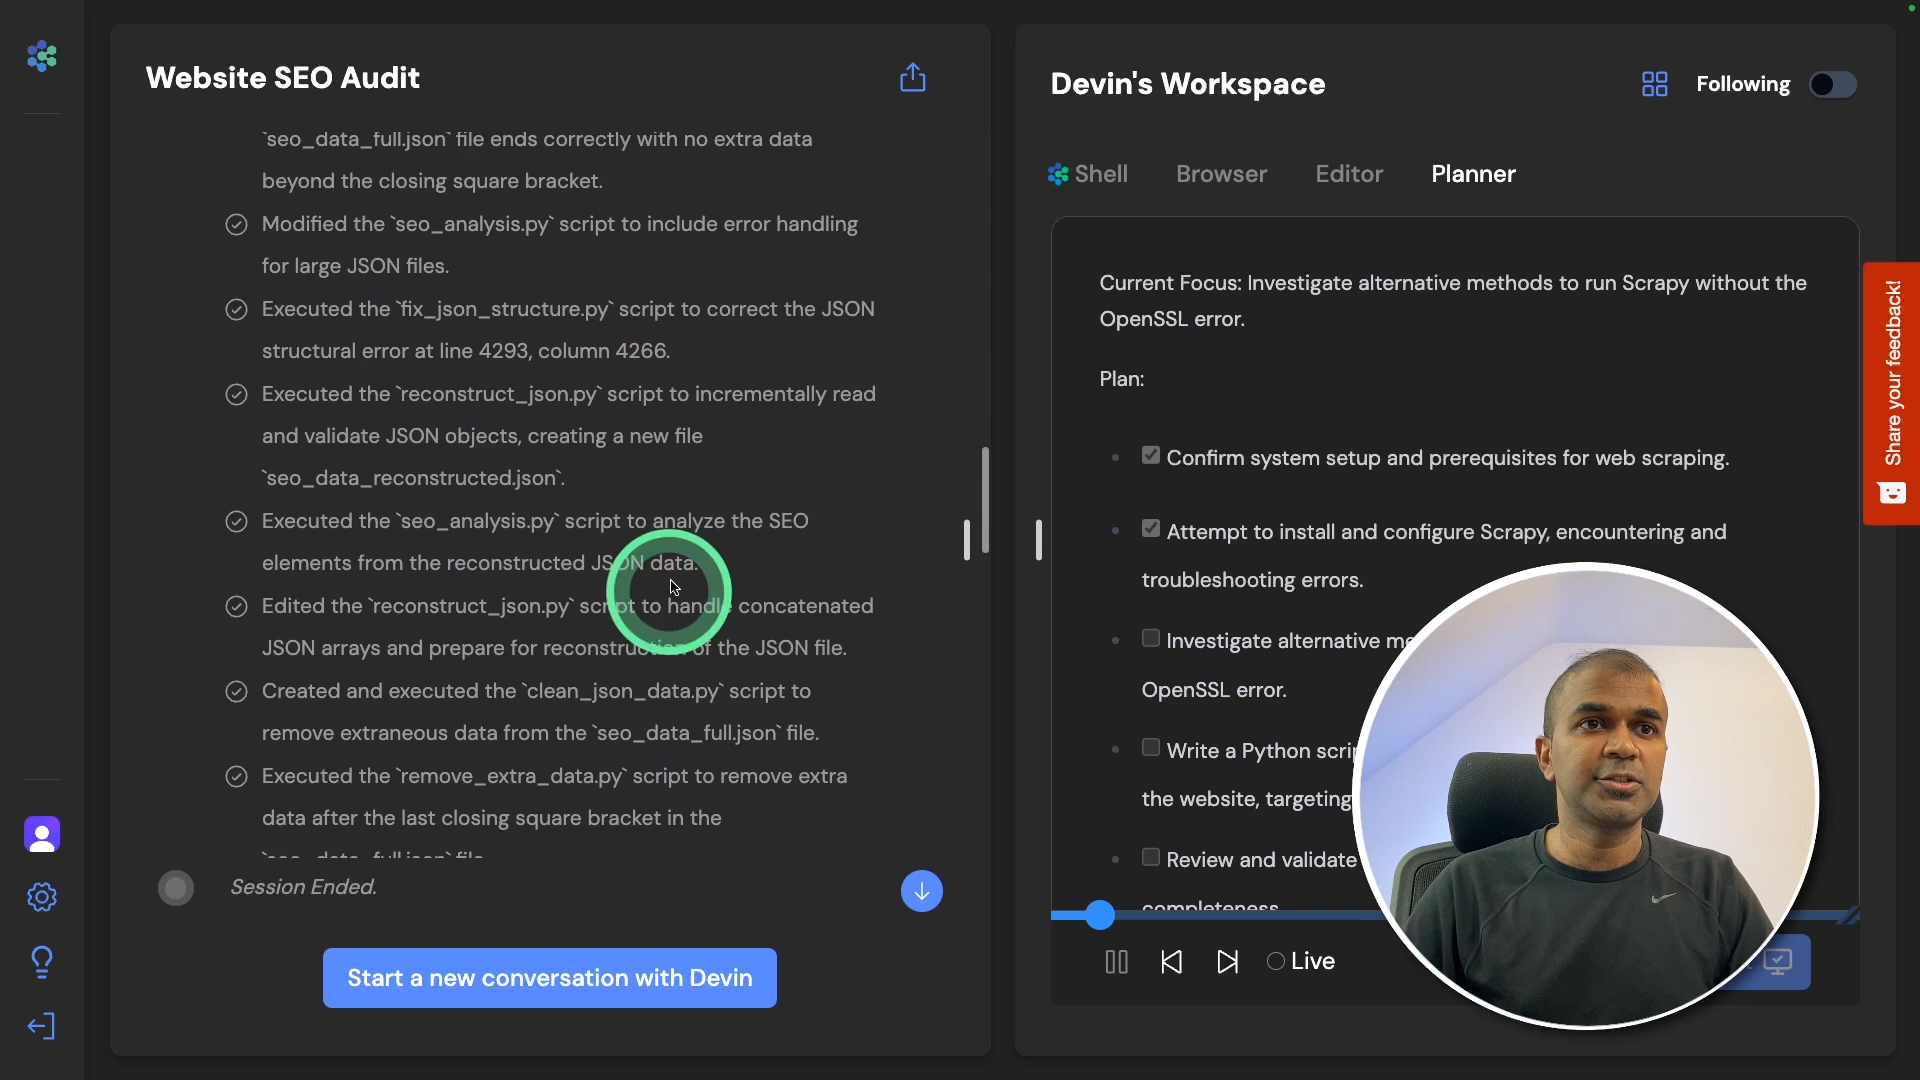 Website SEO Audit
`seo_data_full.json` file ends correctly with no extra data
beyond the closing square bracket.
Modified the `seo_analysis.py` script to include error handling
for large JSON files.
Executed the `fix_json_structure.py` script to correct the JSON
structural error at line 4293, column 4266.
Executed the `reconstruct_json.py` script to incrementally read
and validate JSON objects, creating a new file
`seo_data_reconstructed.json`.
Executed the `seo_analysis.py` script to analyze the SEO
elements from the reconstructed JSON data.
Edited the `reconstruct_json.py` script to handle concatenated
JSON arrays and prepare for reconstruction of the JSON file.
Created and executed the `clean_json_data.py` script to
remove extraneous data from the `seo_data_full.json` file.
Executed the `remove_extra_data.py` script to remove extra
data after the last closing square bracket in the
`seo_data_full.json` file.
Session Ended.
Start a new conversation with Devin
Devin's Workspace
Following
Shell Browser Editor Planner
Current Focus: Investigate alternative methods to run Scrapy without the
OpenSSL error.
Plan:
Confirm system setup and prerequisites for web scraping.
Attempt to install and configure Scrapy, encountering and
troubleshooting errors.
Investigate alternative
OpenSSL error.
Write a Python
the website, targeting
Review and validate
completeness
Live
Share your feedback!